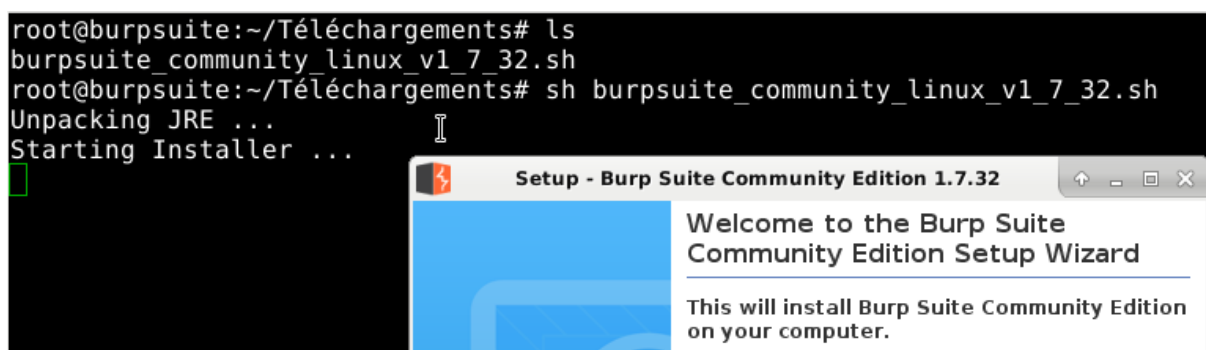 root@burpsuite:~/Téléchargements# ls
burpsuite_community_linux_v1_7_32.sh
root@burpsuite:~/Téléchargements# sh burpsuite_community_linux_v1_7_32.sh
Unpacking JRE ...
Starting Installer ...
Setup - Burp Suite Community Edition 1.7.32
Welcome to the Burp Suite
Community Edition Setup Wizard
This will install Burp Suite Community Edition
on your computer.